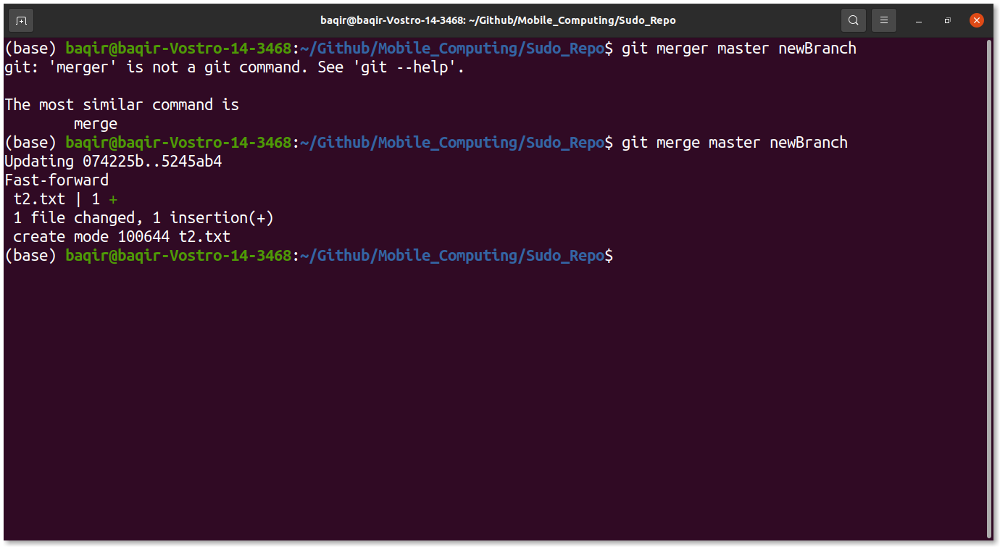 baqir@baqir-Vostro-14-3468: ~/Github/Mobile_Computing/Sudo_Repo
(base) baqir@baqir-Vostro-14-3468:~/Github/Mobile_Computing/Sudo_Repo$ git merger master newBranch
git: 'merger' is not a git command. See 'git --help'.

The most similar command is
        merge
(base) baqir@baqir-Vostro-14-3468:~/Github/Mobile_Computing/Sudo_Repo$ git merge master newBranch
Updating 074225b..5245ab4
Fast-forward
 t2.txt | 1 +
 1 file changed, 1 insertion(+)
 create mode 100644 t2.txt
(base) baqir@baqir-Vostro-14-3468:~/Github/Mobile_Computing/Sudo_Repo$